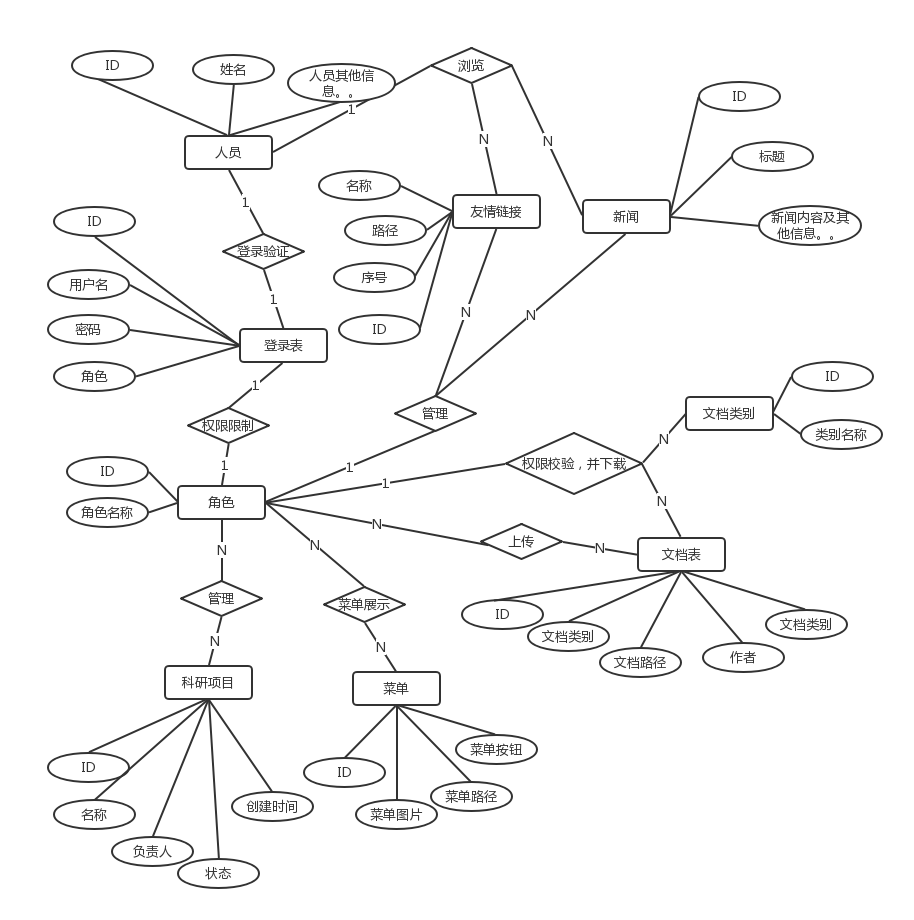 浏览
ID
姓名
人员其他信
息。。
ID
1
人员
N
N
标题
名称
友情链接
新闻
新闻内容及其
他信息。。
1
ID
路径
登录验证
序号
用户名
1
N
N
ID
密码
登录表
角色
1
ID
文档类别
管理
权限限制
类别名称
N
1
1
权限校验，并下载
ID
1
角色
N
角色名称
N
上传
N
文档表
N
N
管理
菜单展示
ID
文档类别
文档类别
N
N
文档路径
作者
科研项目
菜单
菜单按钮
ID
ID
菜单路径
名称
菜单图片
创建时间
负责人
状态